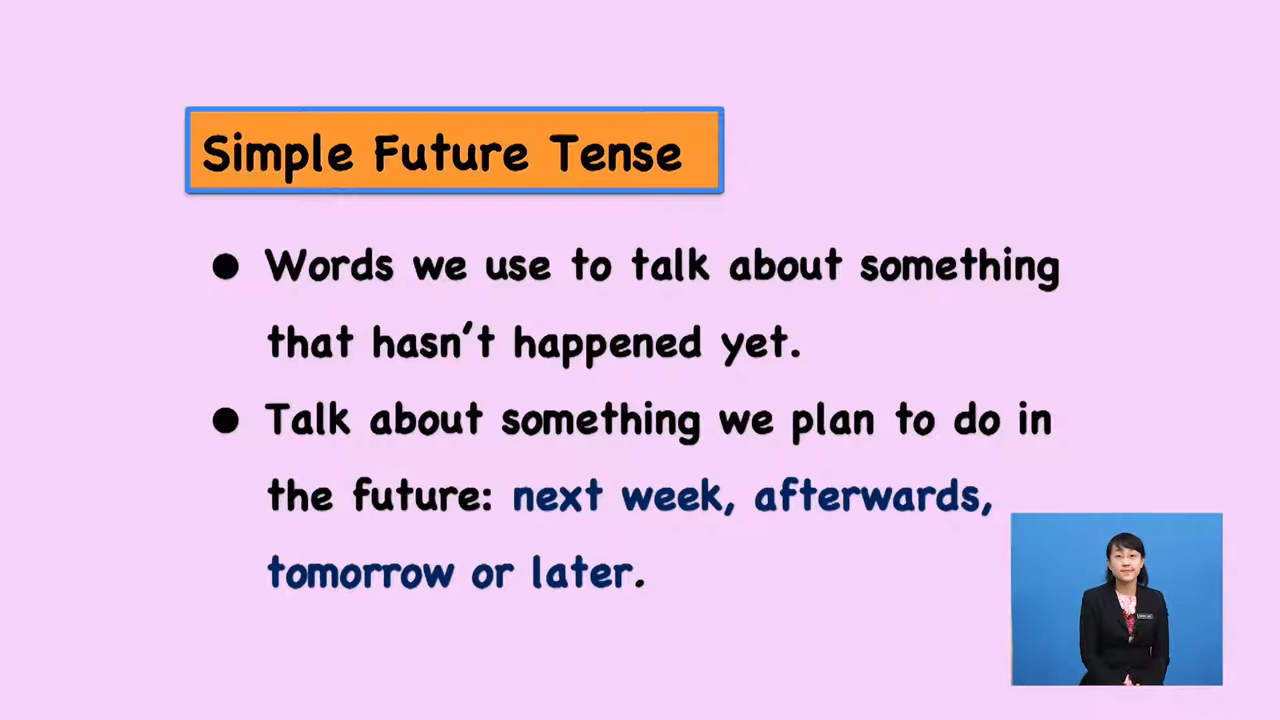 Simple Future Tense
● Words we use to talk about something
that hasn't happened yet.
● Talk about something we plan to do in
the future: next week, afterwards,
tomorrow or later.